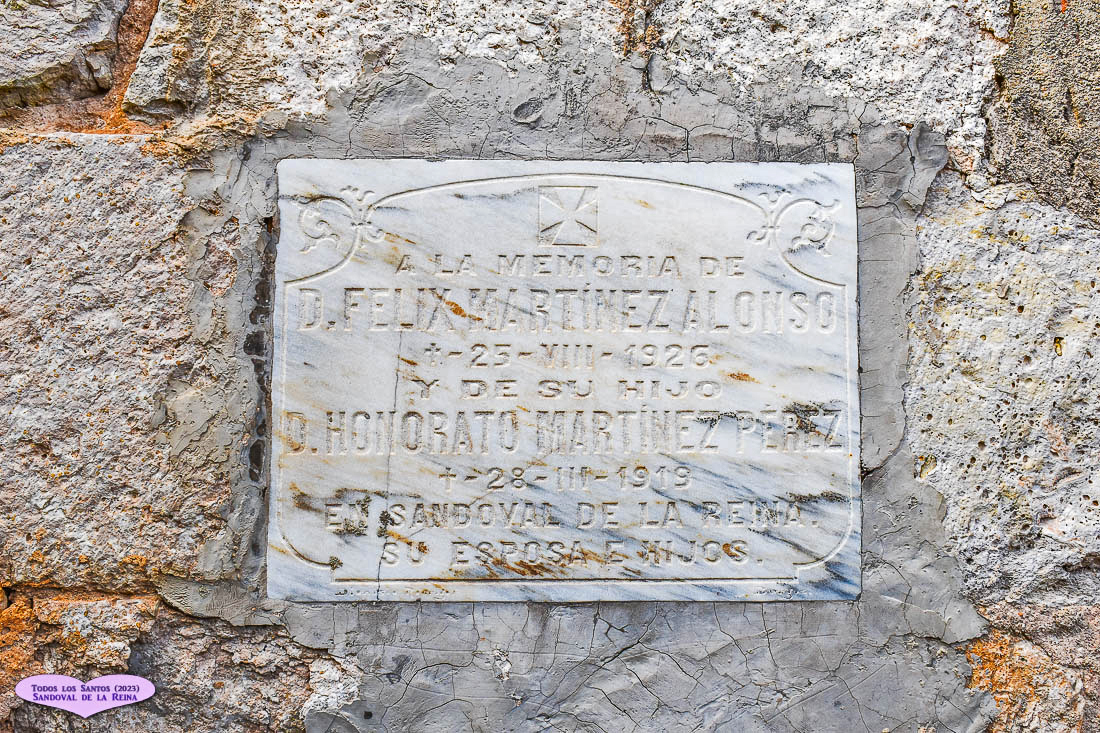 A LA MEMORIA DE
D. FELIX MARTÍNEZ ALONSO
✝-25-VIII-1926
Y DE SU HIJO
D. HONORATO MARTÍNEZ PÉREZ
✝-28-III-1919
EN SANDOVAL DE LA REINA.
SU ESPOSA E HIJOS.
Todos los Santos (2023)
Sandoval de la Reina